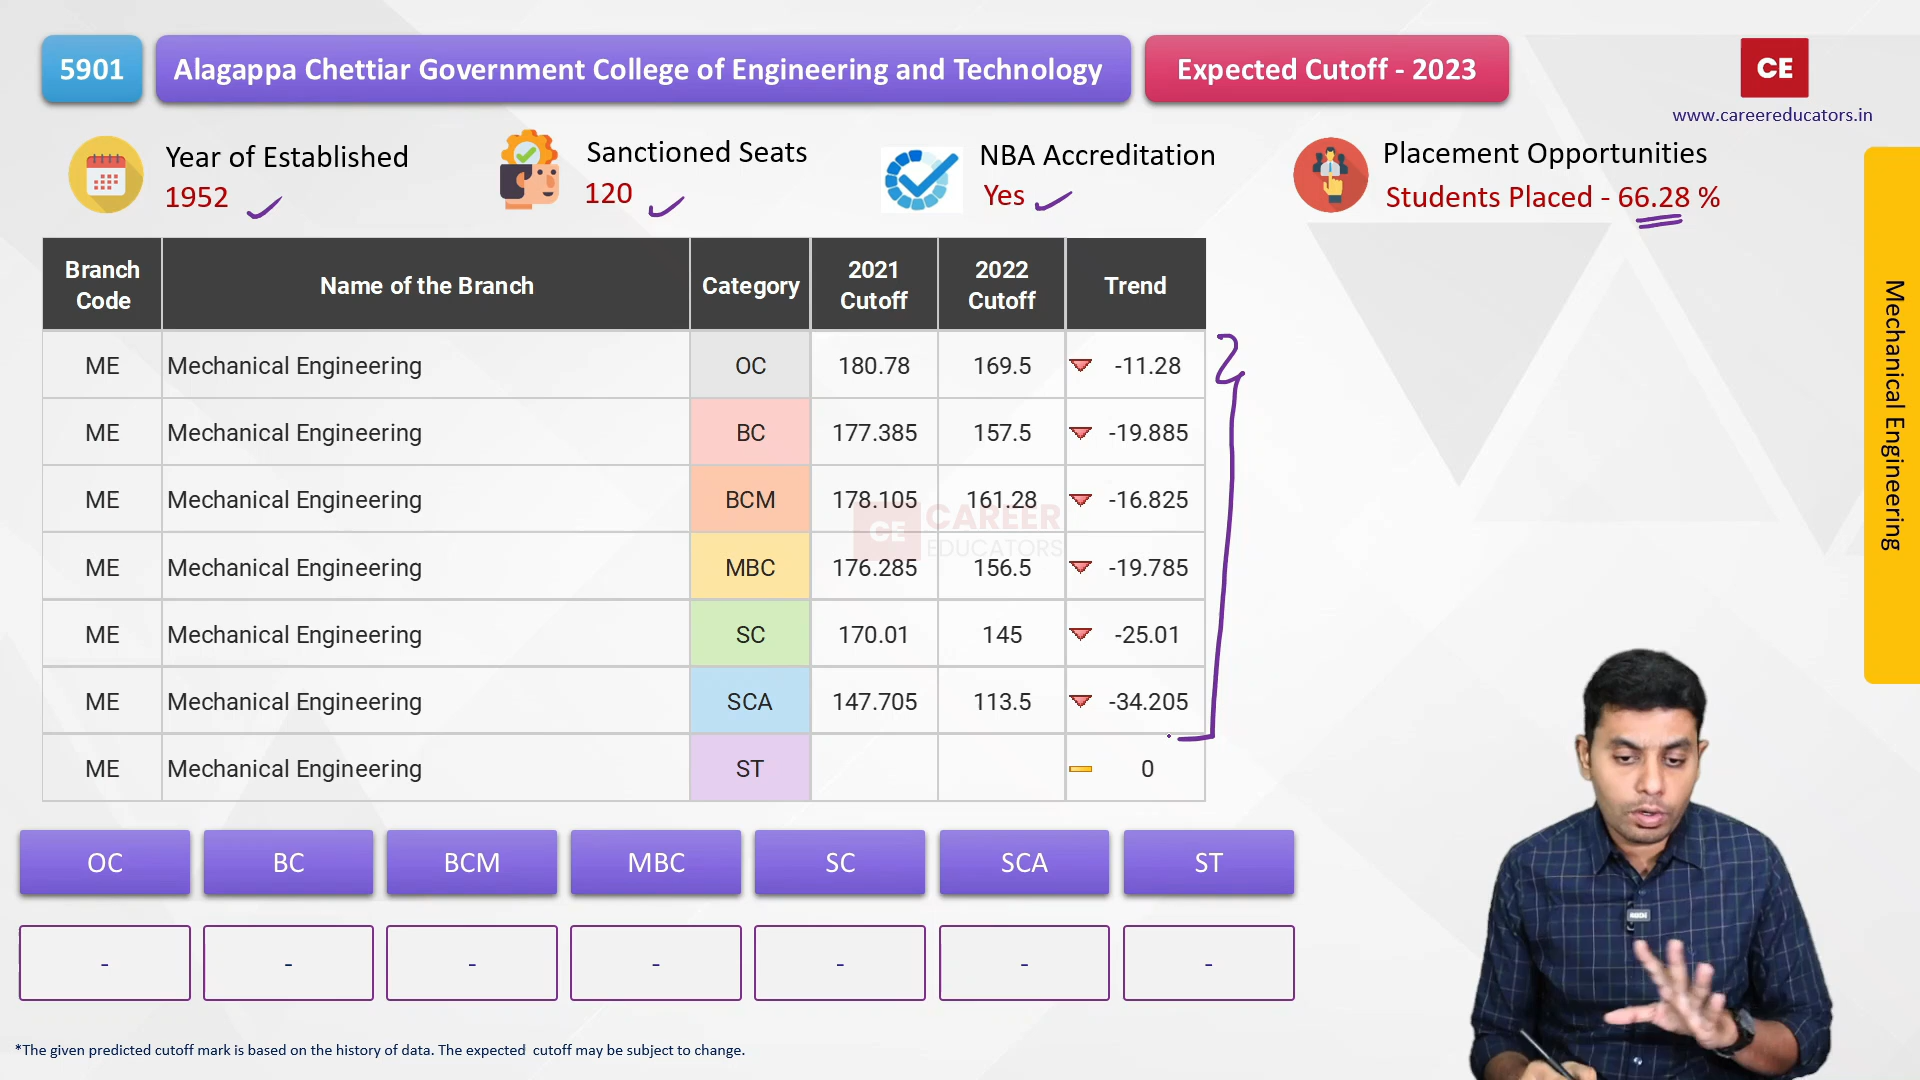 5901
Alagappa Chettiar Government College of Engineering and Technology
Expected Cutoff - 2023
CE
www.careereducators.in
Year of Established
1952
Sanctioned Seats
120
NBA Accreditation
Yes
Placement Opportunities
Students Placed - 66.28 %
Mechanical Engineering
Branch Code Name of the Branch Category 2021 Cutoff 2022 Cutoff Trend
ME Mechanical Engineering OC 180.78 169.5 -11.28
ME Mechanical Engineering BC 177.385 157.5 -19.885
ME Mechanical Engineering BCM 178.105 161.28 -16.825
CE CAREER
EDUCATORS
ME Mechanical Engineering MBC 176.285 156.5 -19.785
ME Mechanical Engineering SC 170.01 145 -25.01
ME Mechanical Engineering SCA 147.705 113.5 -34.205
ME Mechanical Engineering ST 0
OC BC BCM MBC SC SCA ST
- - - - - - -
*The given predicted cutoff mark is based on the history of data. The expected cutoff may be subject to change.